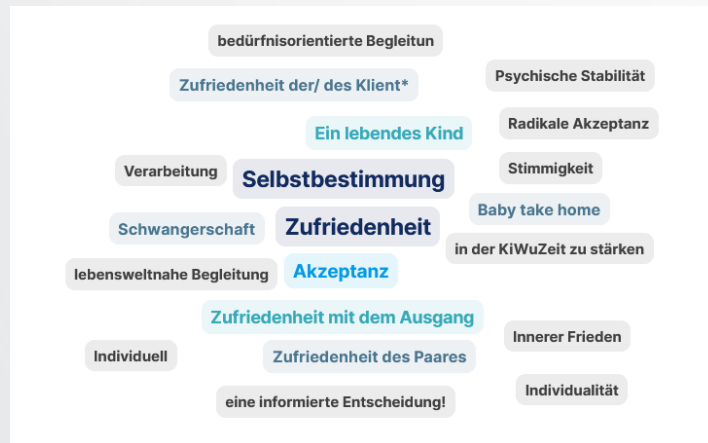 bedürfnisorientierte Begleitun
Psychische Stabilität
Zufriedenheit der/ des Klient*
Radikale Akzeptanz
Ein lebendes Kind
Verarbeitung
Selbstbestimmung
Stimmigkeit
Baby take home
Schwangerschaft
Zufriedenheit
in der KiWuZeit zu stärken
lebensweltnahe Begleitung
Akzeptanz
Zufriedenheit mit dem Ausgang
Innerer Frieden
Individuell
Zufriedenheit des Paares
Individualität
eine informierte Entscheidung!